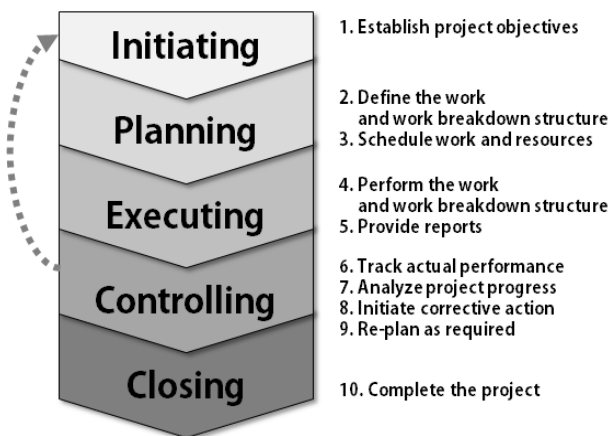 Initiating
1. Establish project objectives
Planning
2. Define the work
and work breakdown structure
3. Schedule work and resources
Executing
4. Perform the work
and work breakdown structure
5. Provide reports
Controlling
6. Track actual performance
7. Analyze project progress
8. Initiate corrective action
9. Re-plan as required
Closing
10. Complete the project